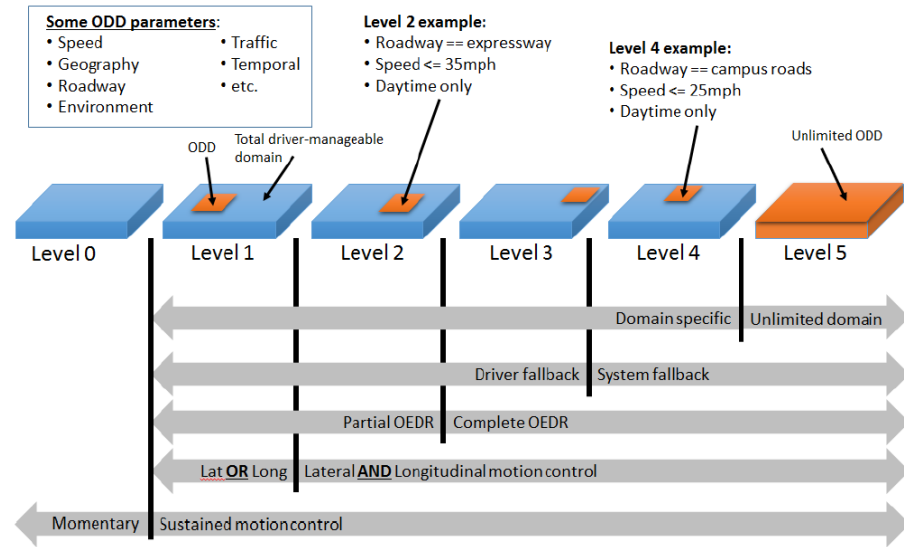 Some ODD parameters:
• Speed
• Geography
• Roadway
• Environment
• Traffic
• Temporal
• etc.
Level 2 example:
• Roadway == expressway
• Speed <= 35mph
• Daytime only
Level 4 example:
• Roadway == campus roads
• Speed <= 25mph
• Daytime only
ODD
Total driver-manageable
domain
Unlimited ODD
Level 0
Level 1
Level 2
Level 3
Level 4
Level 5
Domain specific
Unlimited domain
Driver fallback
System fallback
Partial OEDR
Complete OEDR
Lat OR Long
Lateral AND Longitudinal motion control
Momentary
Sustained motion control